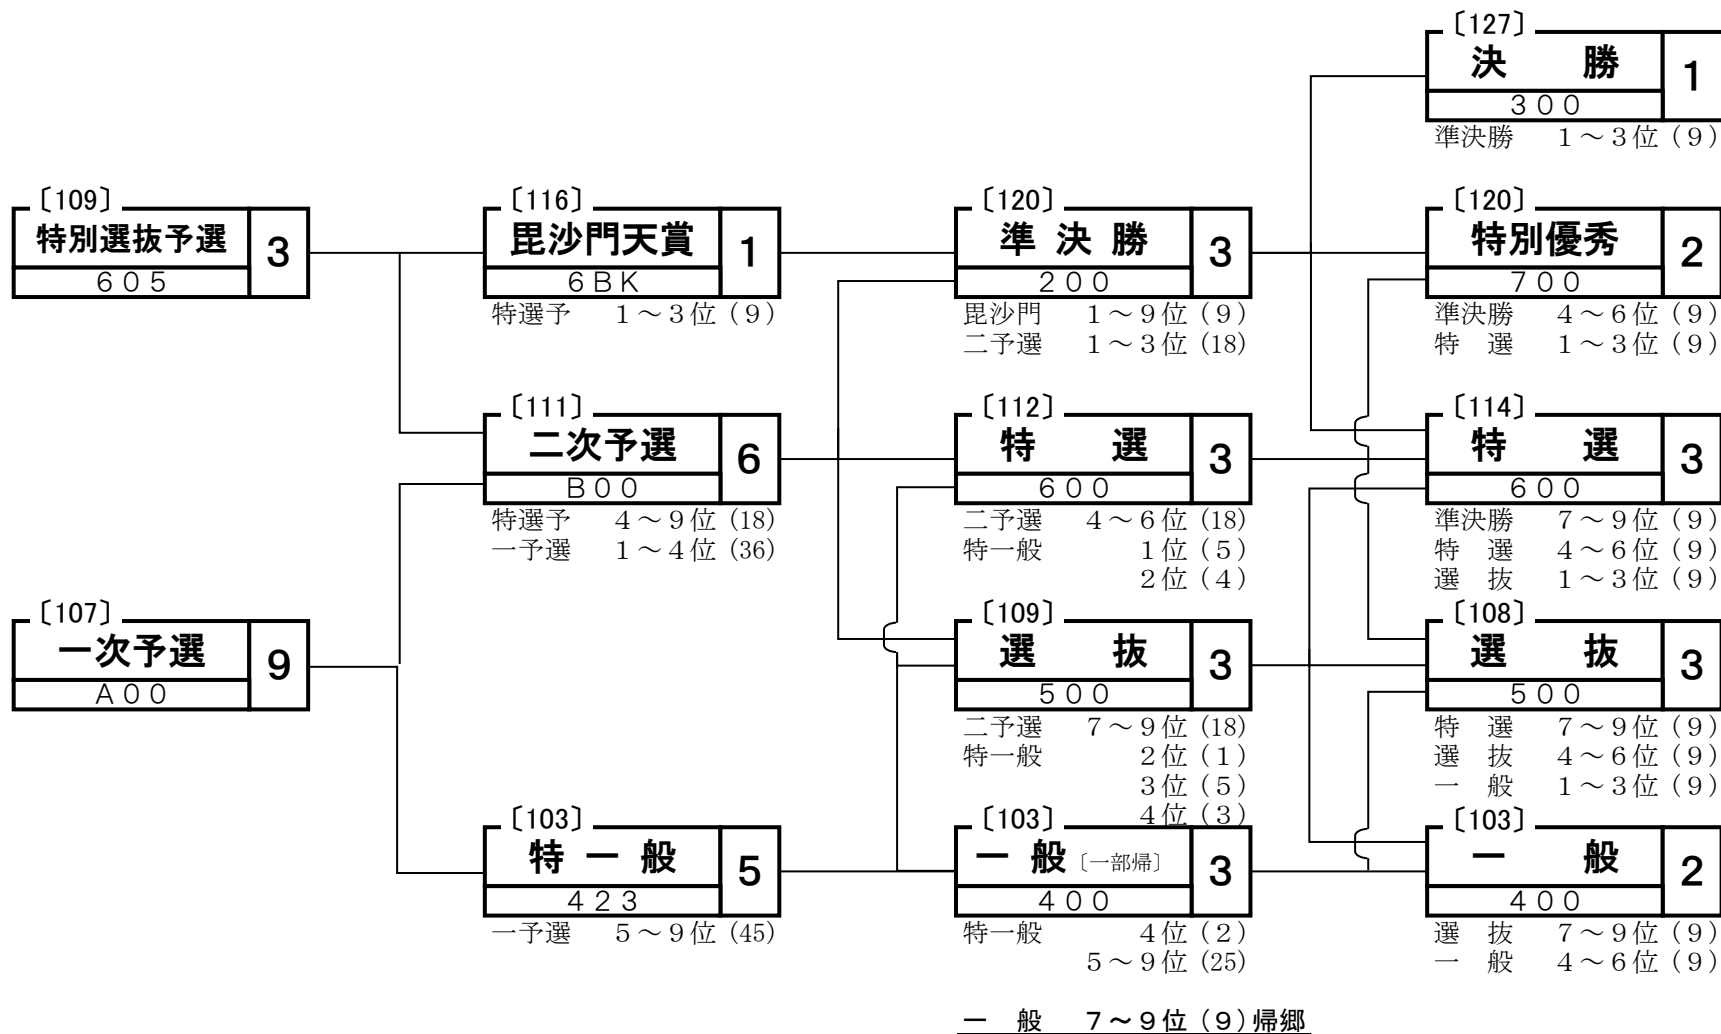 〔109〕
特別選抜予選 3
605
〔107〕
一次予選 9
A00
〔116〕
毘沙門天賞 1
6BK
特選予 1～3位 (9)
〔111〕
二次予選 6
B00
特選予 4～9位 (18)
一予選 1～4位 (36)
〔103〕
特一般 5
423
一予選 5～9位 (45)
〔120〕
準決勝 3
200
毘沙門 1～9位 (9)
二予選 1～3位 (18)
〔112〕
特 選 3
600
二予選 4～6位 (18)
特一般 1位 (5)
2位 (4)
〔109〕
選 抜 3
500
二予選 7～9位 (18)
特一般 2位 (1)
3位 (5)
4位 (3)
〔103〕
一般〔一部帰〕 3
400
特一般 4位 (2)
5～9位 (25)
一 般 7～9位 (9)帰郷
〔127〕
決 勝 1
300
準決勝 1～3位 (9)
〔120〕
特別優秀 2
700
準決勝 4～6位 (9)
特 選 1～3位 (9)
〔114〕
特 選 3
600
準決勝 7～9位 (9)
特 選 4～6位 (9)
選 抜 1～3位 (9)
〔108〕
選 抜 3
500
特 選 7～9位 (9)
選 抜 4～6位 (9)
一 般 1～3位 (9)
〔103〕
一 般 2
400
選 抜 7～9位 (9)
一 般 4～6位 (9)